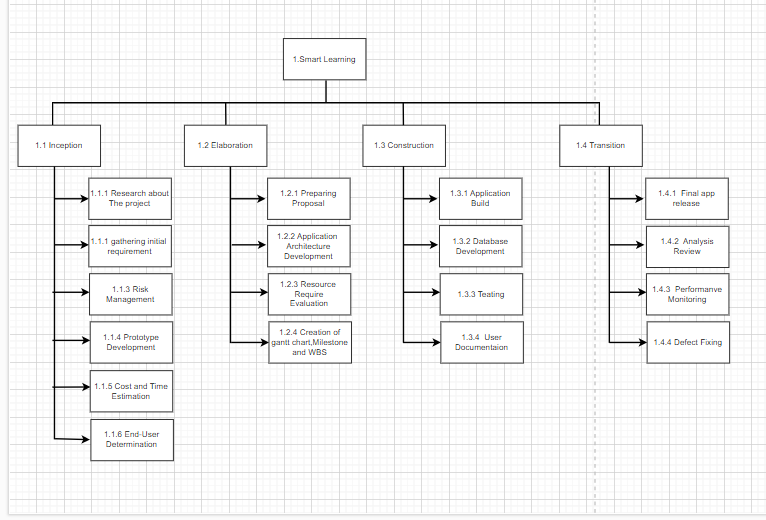 1.Smart Learning
1.1 Inception
1.2 Elaboration
1.3 Construction
1.4 Transition
1.1.1 Research about
The project
1.1.1 gathering initial
requirement
1.1.3 Risk
Management
1.1.4 Prototype
Development
1.1.5 Cost and Time
Estimation
1.1.6 End-User
Determination
1.2.1 Preparing
Proposal
1.2.2 Application
Architecture
Development
1.2.3 Resource
Require
Evaluation
1.2.4 Creation of
gantt chart,Milestone
and WBS
1.3.1 Application
Build
1.3.2 Database
Development
1.3.3 Teating
1.3.4 User
Documentaion
1.4.1 Final app
release
1.4.2 Analysis
Review
1.4.3 Performanve
Monitoring
1.4.4 Defect Fixing